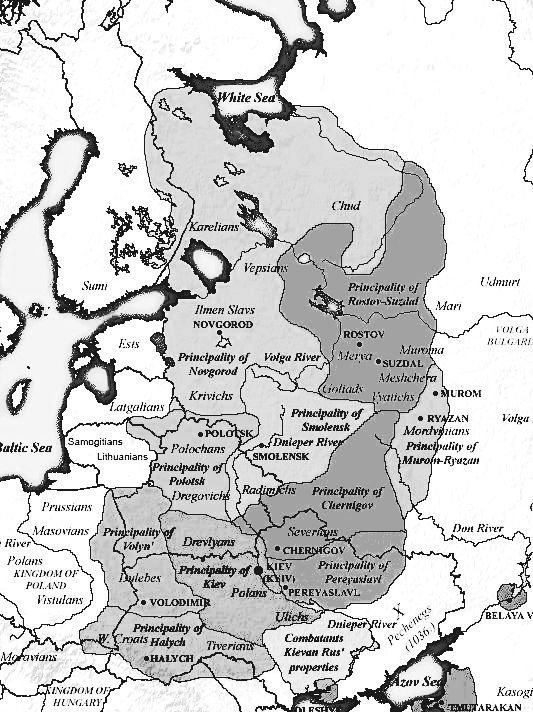 White Sea
Chud
Karelians
Vepsians
Sumi
Udmurt
Principality of
Rostov-Suzdal
Mari
Ilmen Slavs
NOVGOROD
VOLGA
BULGARI
ROSTOV
Ests
Merya
Muroma
SUZDAL
Principality of
Novgorod
Volga River
Meshchera
Goliads
Vyatichs
MUROM
Krivichs
Latgalians
Principality of
Smolensk
RYAZAN
Volga
Mordvinians
POLOTSK
Dnieper River
Principality of
Murom-Ryazan
Baltic Sea
Samogitians
Lithuanians
Polochans
SMOLENSK
Principality of
Polotsk
Dregovichs
Radimichs
Principality of
Chernigov
Prussians
Masovians
Principality of
Volyn'
Drevlyans
Severians
Don River
CHERNIGOV
River
Polans
KINGDOM OF
POLAND
Vistulans
Dulebes
Principality of
Kiev
KIEV
(KYIV)
Principality of
Pereyaslavl
Polans
PEREYASLAVL
VOLODIMIR
BELAYA V
Ulichs
Dnieper River
Pechenegs
(1036)
W. Croats
Principality of
Halych
Tiverians
Combatants
Kievan Rus'
properties
Moravians
HALYCH
Azov Sea
KINGDOM OF
HUNGARY
Kasogi
OLESHYE
TMUTARAKAN